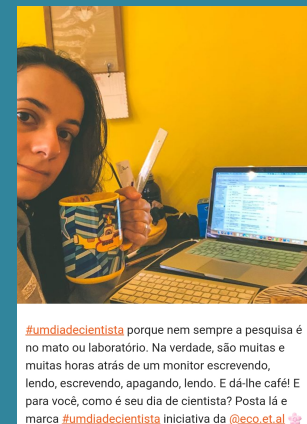 #umdiadecientista porque nem sempre a pesquisa é
no mato ou laboratório. Na verdade, são muitas e
muitas horas atrás de um monitor escrevendo,
lendo, escrevendo, apagando, lendo. E dá-lhe café! E
para você, como é seu dia de cientista? Posta lá e
marca #umdiadecientista iniciativa da @eco.et.al